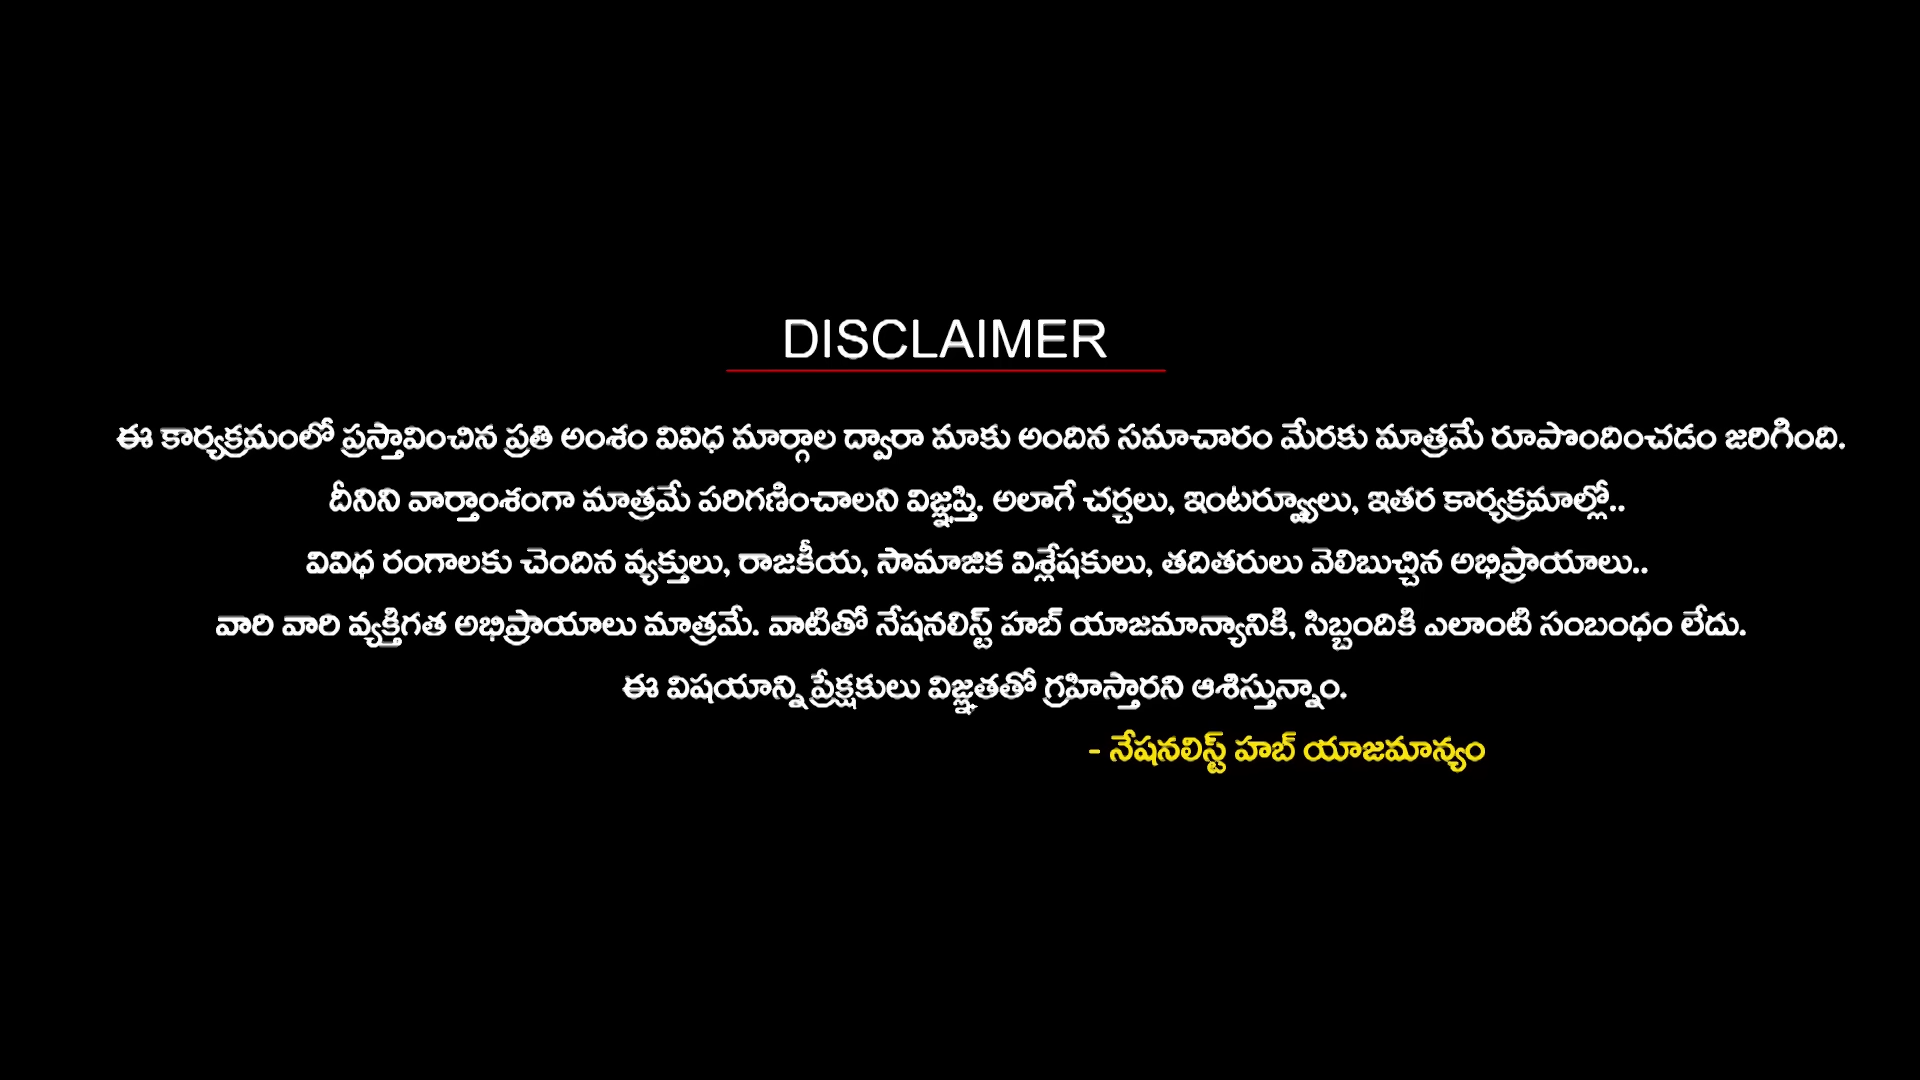 DISCLAIMER
ఈ కార్యక్రమంలో ప్రస్తావించిన ప్రతి అంశం వివిధ మార్గాల ద్వారా మాకు అందిన సమాచారం మేరకు మాత్రమే రూపొందించడం జరిగింది.
దీనిని వార్తాంశంగా మాత్రమే పరిగణించాలని విజ్ఞప్తి. అలాగే చర్చలు, ఇంటర్వ్యూలు, ఇతర కార్యక్రమాల్లో..
వివిధ రంగాలకు చెందిన వ్యక్తులు, రాజకీయ, సామాజిక విశ్లేషకులు, తదితరులు వెలిబుచ్చిన అభిప్రాయాలు..
వారి వారి వ్యక్తిగత అభిప్రాయాలు మాత్రమే. వాటితో నేషనలిస్ట్ హబ్ యాజమాన్యానికి, సిబ్బందికి ఎలాంటి సంబంధం లేదు.
ఈ విషయాన్ని ప్రేక్షకులు విజ్ఞతతో గ్రహిస్తారని ఆశిస్తున్నాం.
- నేషనలిస్ట్ హబ్ యాజమాన్యం